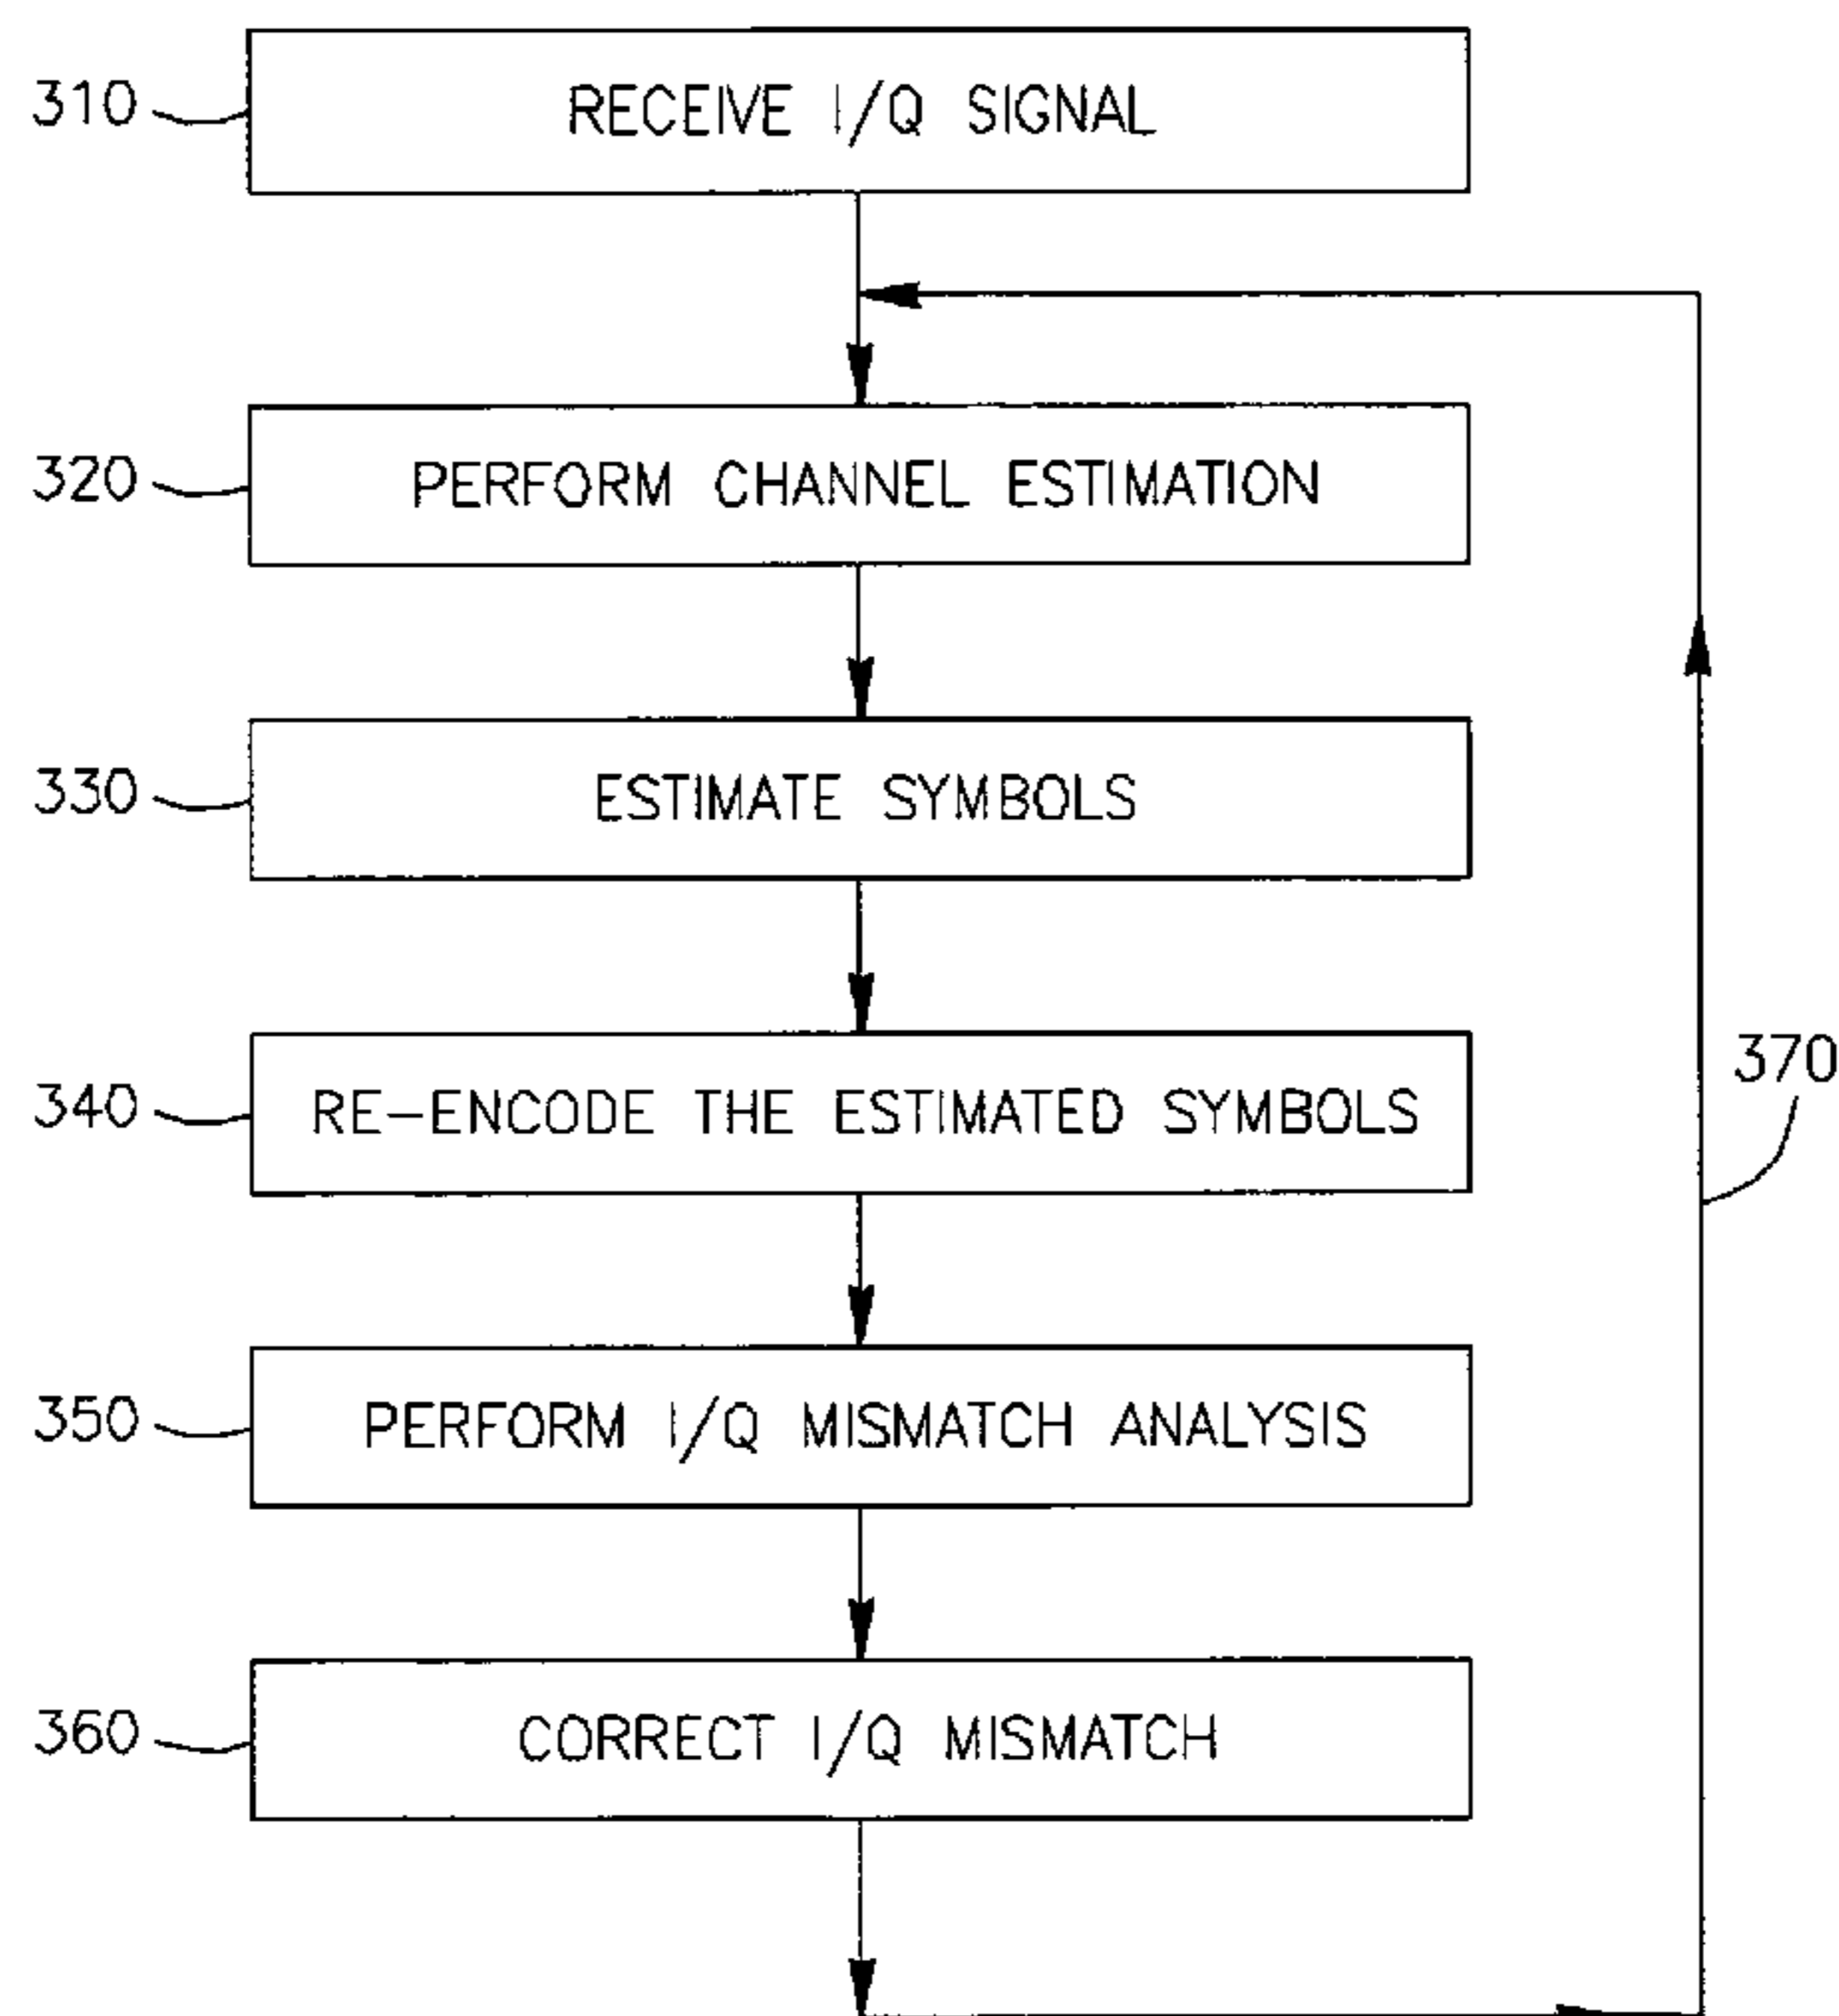 310
RECEIVE I/Q SIGNAL
320
PERFORM CHANNEL ESTIMATION
330
ESTIMATE SYMBOLS
340
RE-ENCODE THE ESTIMATED SYMBOLS
370
350
PERFORM I/Q MISMATCH ANALYSIS
360
CORRECT I/Q MISMATCH